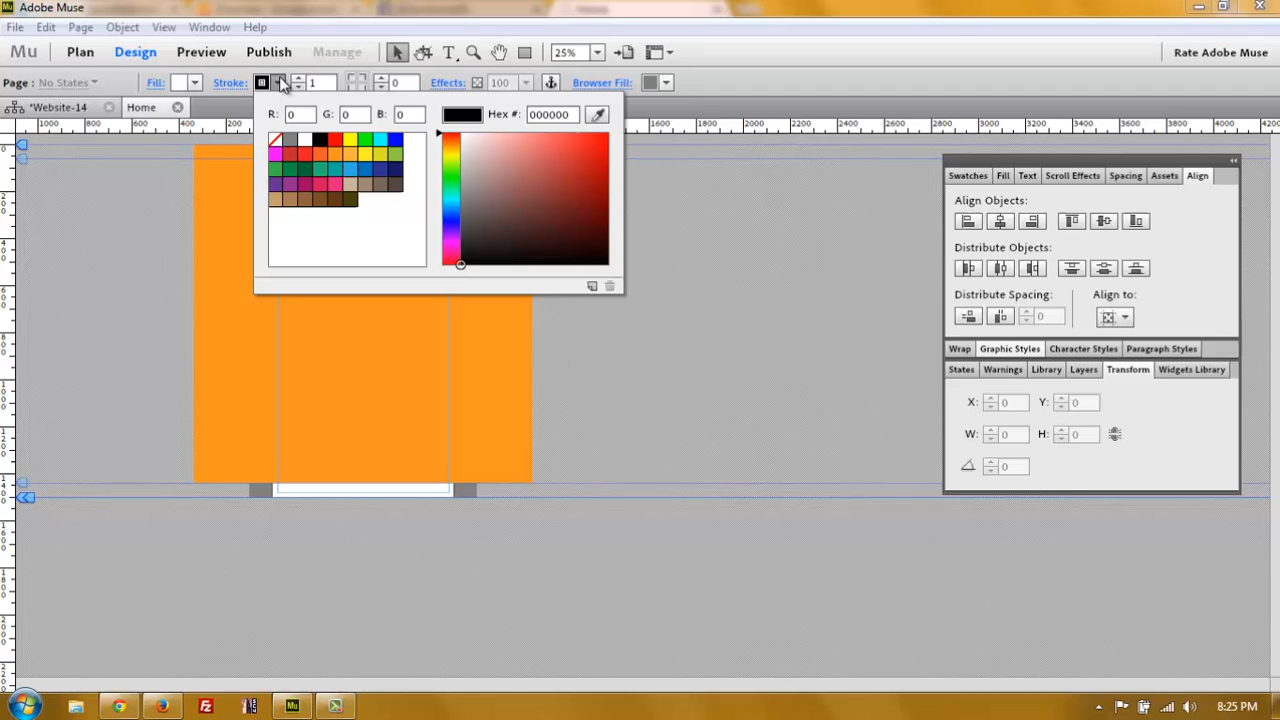 Mu Adobe Muse
File Edit Page Object View Window Help
Mu Plan Design Preview Publish Manage T 25% Rate Adobe Muse
Page : No States Fill: Stroke: 1 0 Effects: 100 Browser Fill:
*Website-14 Home
1000 800 600 400 200 1600 1800 2000 2200 2400 2600 2800 3000 3200 3400 3600 3800 4000 4200
R: 0 G: 0 B: 0 Hex #: 000000
Swatches Fill Text Scroll Effects Spacing Assets Align
Align Objects:
Distribute Objects:
Distribute Spacing: Align to:
0
Wrap Graphic Styles Character Styles Paragraph Styles
States Warnings Library Layers Transform Widgets Library
X: 0 Y: 0
W: 0 H: 0
0
Fz Mu 8:25 PM